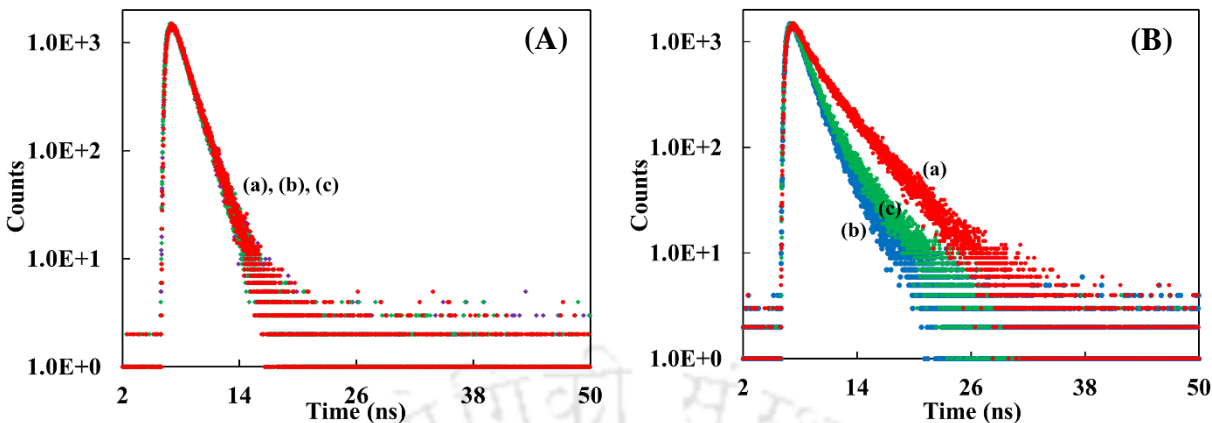 (A)
1.0E+3
1.0E+2
1.0E+1
1.0E+0
Counts
(a), (b), (c)
2 14 26 38 50
Time (ns)
(B)
1.0E+3
1.0E+2
1.0E+1
1.0E+0
Counts
(a)
(c)
(b)
2 14 26 38 50
Time (ns)